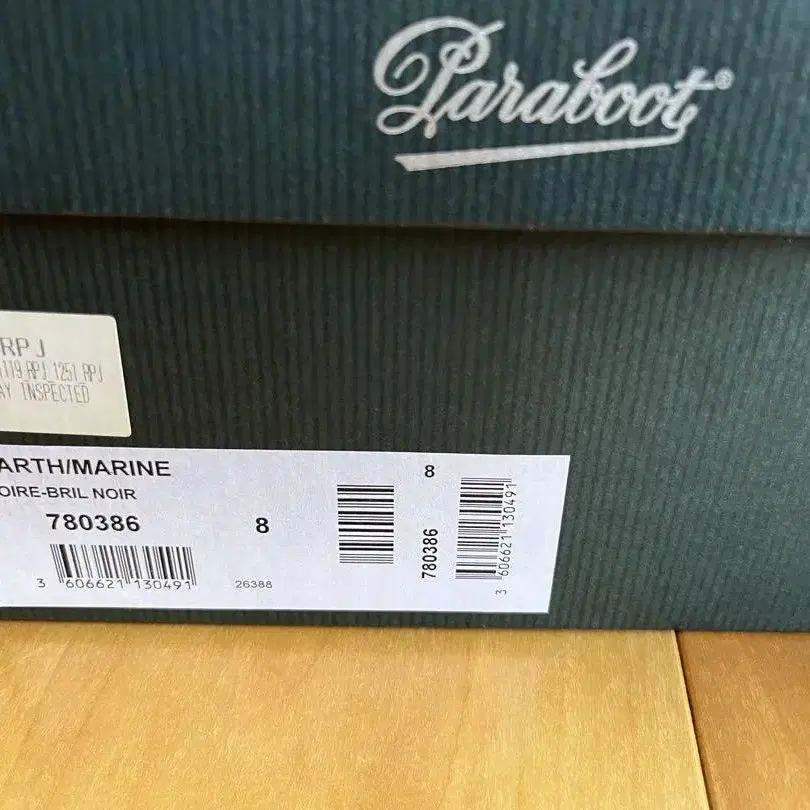 Paraboot®
RPJ
1119 RPJ 1251 RPJ
AY INSPECTED
ARTH/MARINE
OIRE-BRIL NOIR
780386
8
3 606621 130491
26388
8
780386
3 606621 130491